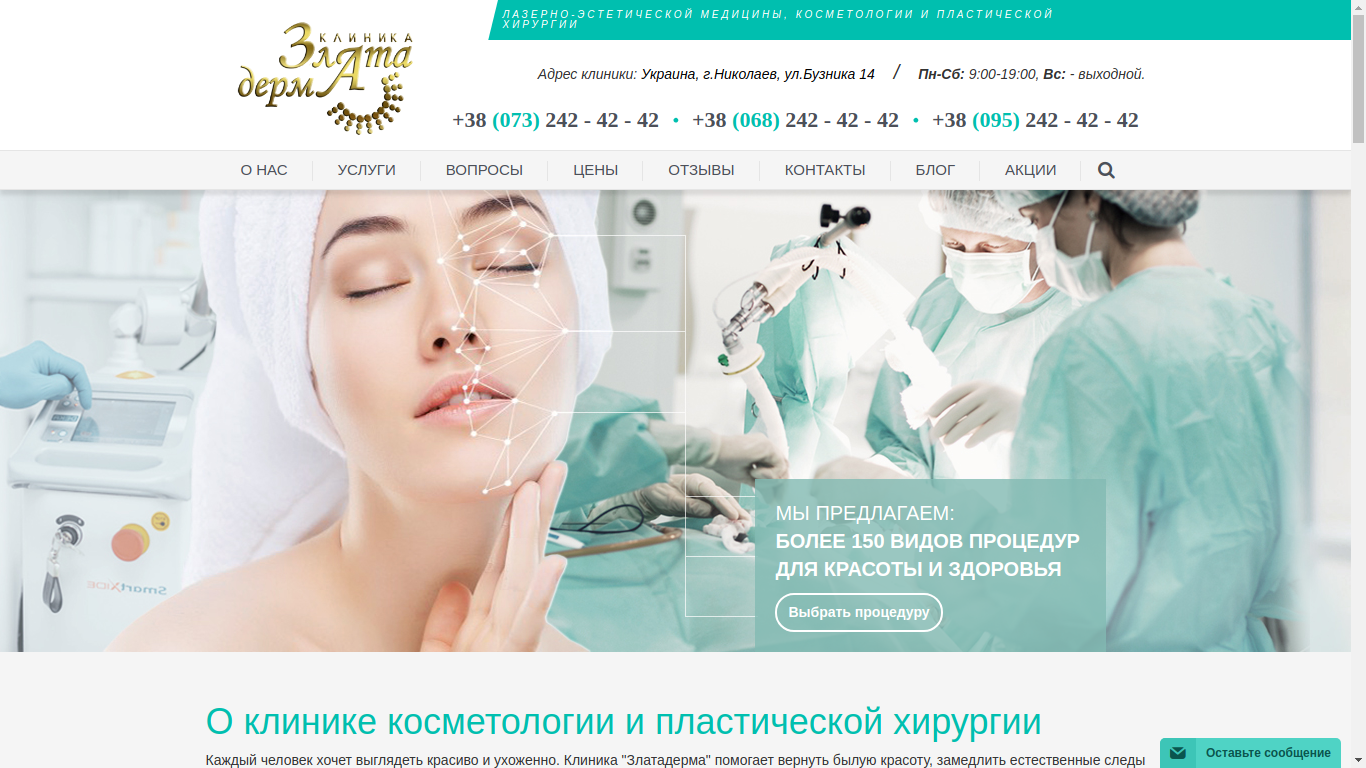 ЛАЗЕРНО-ЭСТЕТИЧЕСКОЙ МЕДИЦИНЫ, КОСМЕТОЛОГИИ И ПЛАСТИЧЕСКОЙ
ХИРУРГИИ
КЛИНИКА
Злата
дермА
Адрес клиники: Украина, г.Николаев, ул.Бузника 14 / Пн-Сб: 9:00-19:00, Вс: - выходной.
+38 (073) 242 - 42 - 42 • +38 (068) 242 - 42 - 42 • +38 (095) 242 - 42 - 42
О НАС УСЛУГИ ВОПРОСЫ ЦЕНЫ ОТЗЫВЫ КОНТАКТЫ БЛОГ АКЦИИ
SmartXide
МЫ ПРЕДЛАГАЕМ:
БОЛЕЕ 150 ВИДОВ ПРОЦЕДУР
ДЛЯ КРАСОТЫ И ЗДОРОВЬЯ
Выбрать процедуру
О клинике косметологии и пластической хирургии
Каждый человек хочет выглядеть красиво и ухоженно. Клиника "Златадерма" помогает вернуть былую красоту, замедлить естественные следы
Оставьте сообщение